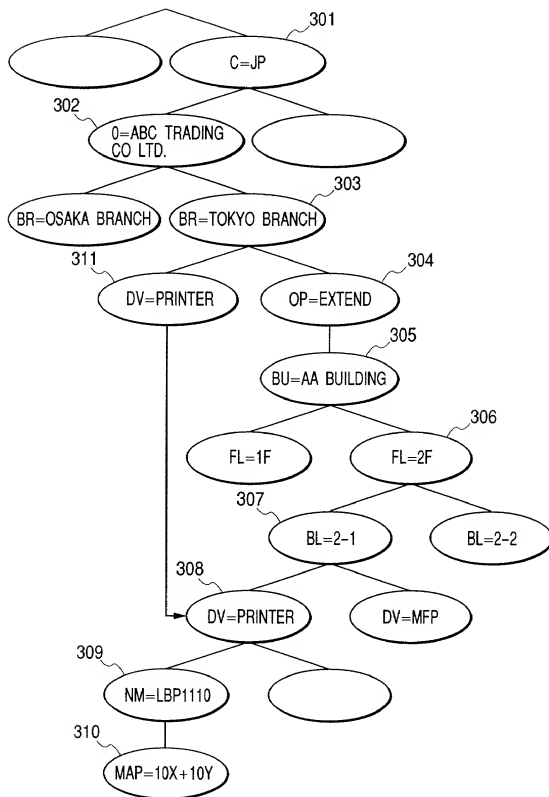 301
C=JP
302
0=ABC TRADING
CO LTD.
303
BR=OSAKA BRANCH
BR=TOKYO BRANCH
311
304
DV=PRINTER
OP=EXTEND
305
BU=AA BUILDING
306
FL=1F
FL=2F
307
BL=2-1
BL=2-2
308
DV=PRINTER
DV=MFP
309
NM=LBP1110
310
MAP=10X+10Y